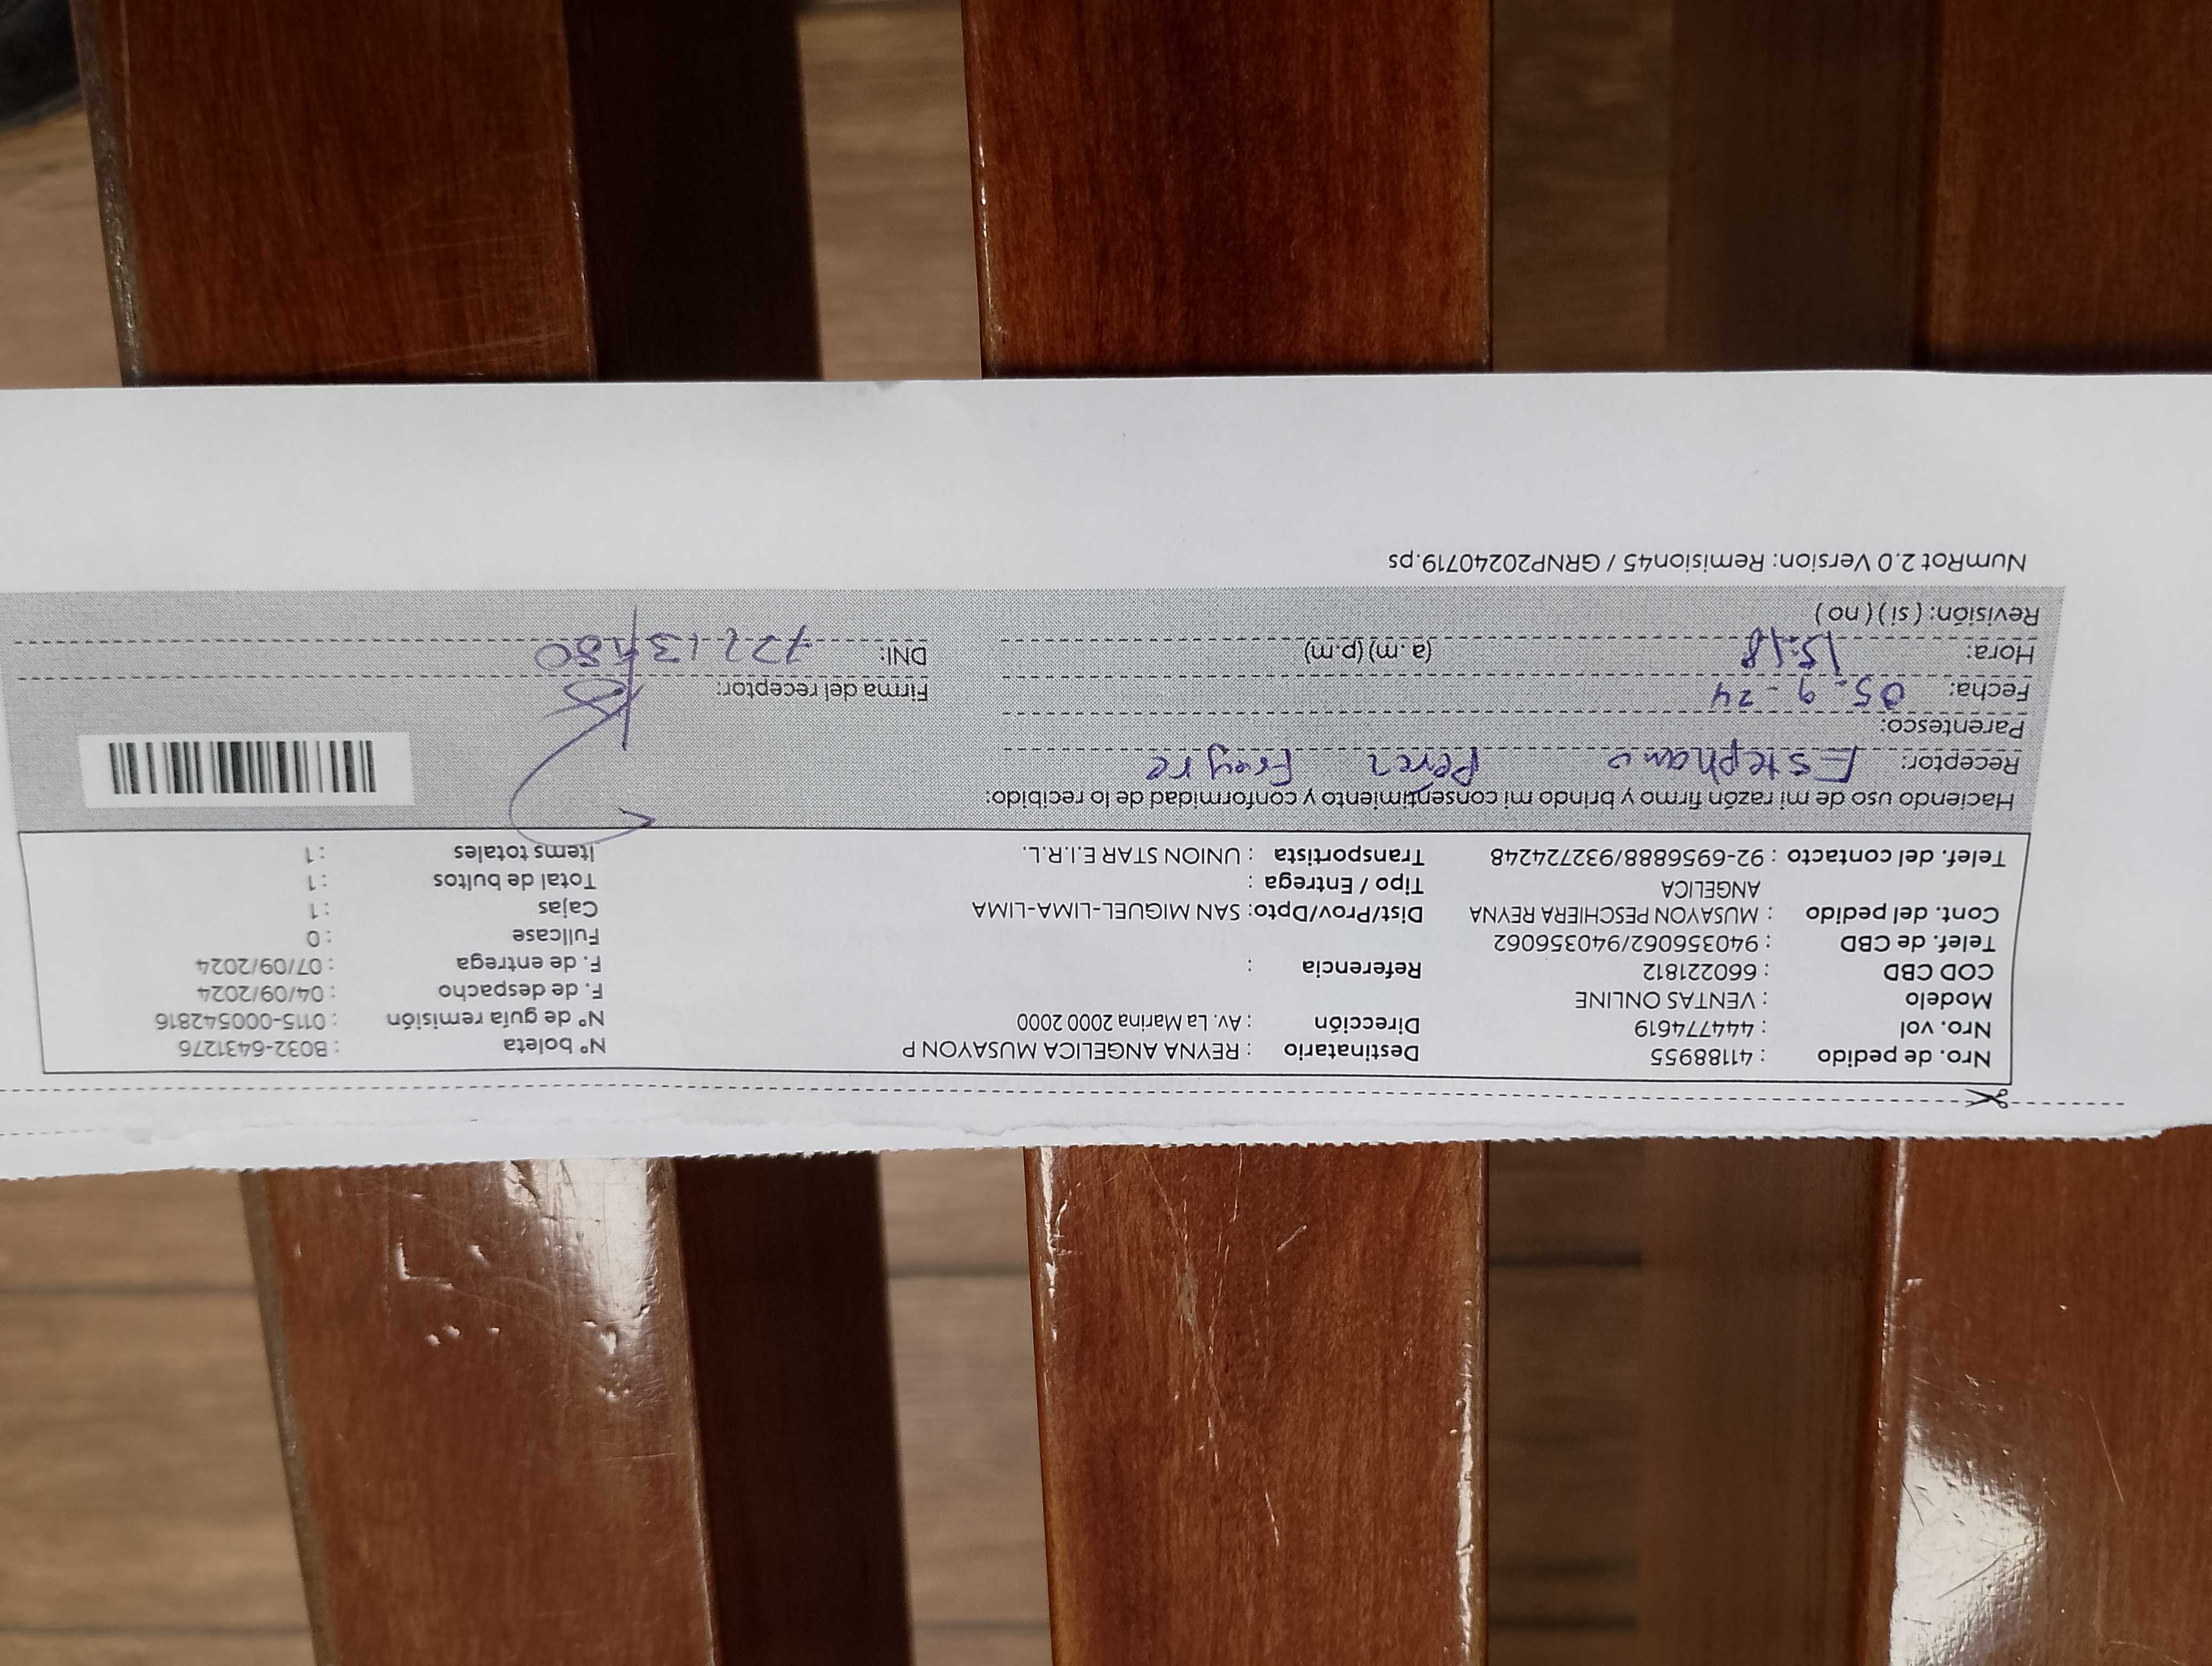 Nro. de pedido : 41188955 Destinatario : REYNA ANGELICA MUSAYON P N° boleta : B032-6431276
Nro. vol : 444774619 Dirección : Av. La Marina 2000 2000 N° de guía remisión : 0115-000542816
Modelo : VENTAS ONLINE F. de despacho : 04/09/2024
COD CBD : 660221812 Referencia : F. de entrega : 07/09/2024
Telef. de CBD : 940356062/940356062 Fullcase : 0
Cont. del pedido : MUSAYON PESCHIERA REYNA Dist/Prov/Dpto: SAN MIGUEL-LIMA-LIMA Cajas : 1
ANGELICA Tipo / Entrega : Total de bultos : 1
Telef. del contacto : 92-6956888/932724248 Transportista : UNION STAR E.I.R.L. Items totales : 1
Haciendo uso de mi razón firmo y brindo mi consentimiento y conformidad de lo recibido:
Receptor: Estephano Perez Freyre
Parentesco:
Fecha: 05-9-24 Firma del receptor:
Hora: 15:18 (a.m) (p.m) DNI:
Revisión: ( si ) ( no )
NumRot 2.0 Version: Remision45 / GRNP20240719.ps